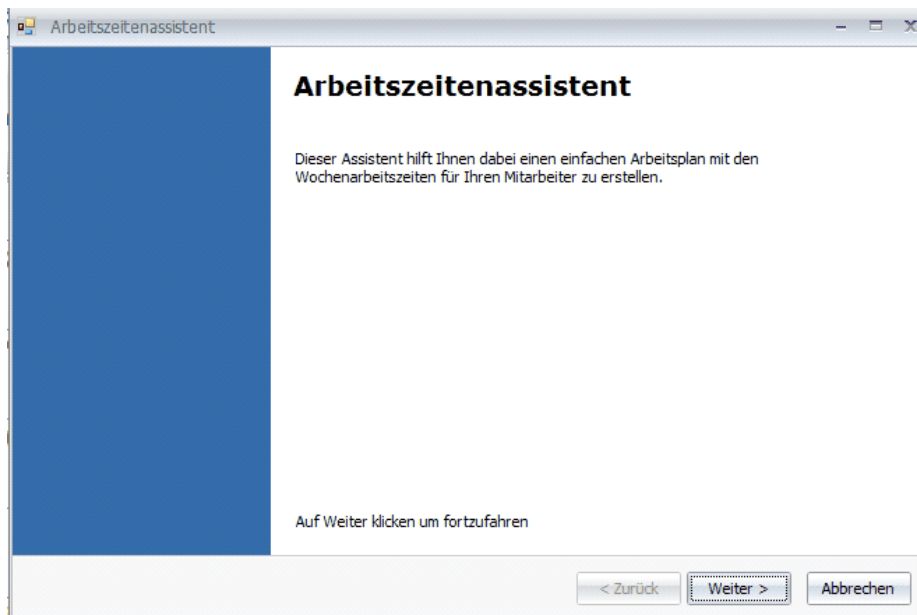 Arbeitszeitenassistent
Arbeitszeitenassistent
Dieser Assistent hilft Ihnen dabei einen einfachen Arbeitsplan mit den
Wochenarbeitszeiten für Ihren Mitarbeiter zu erstellen.
Auf Weiter klicken um fortzufahren
< Zurück Weiter > Abbrechen